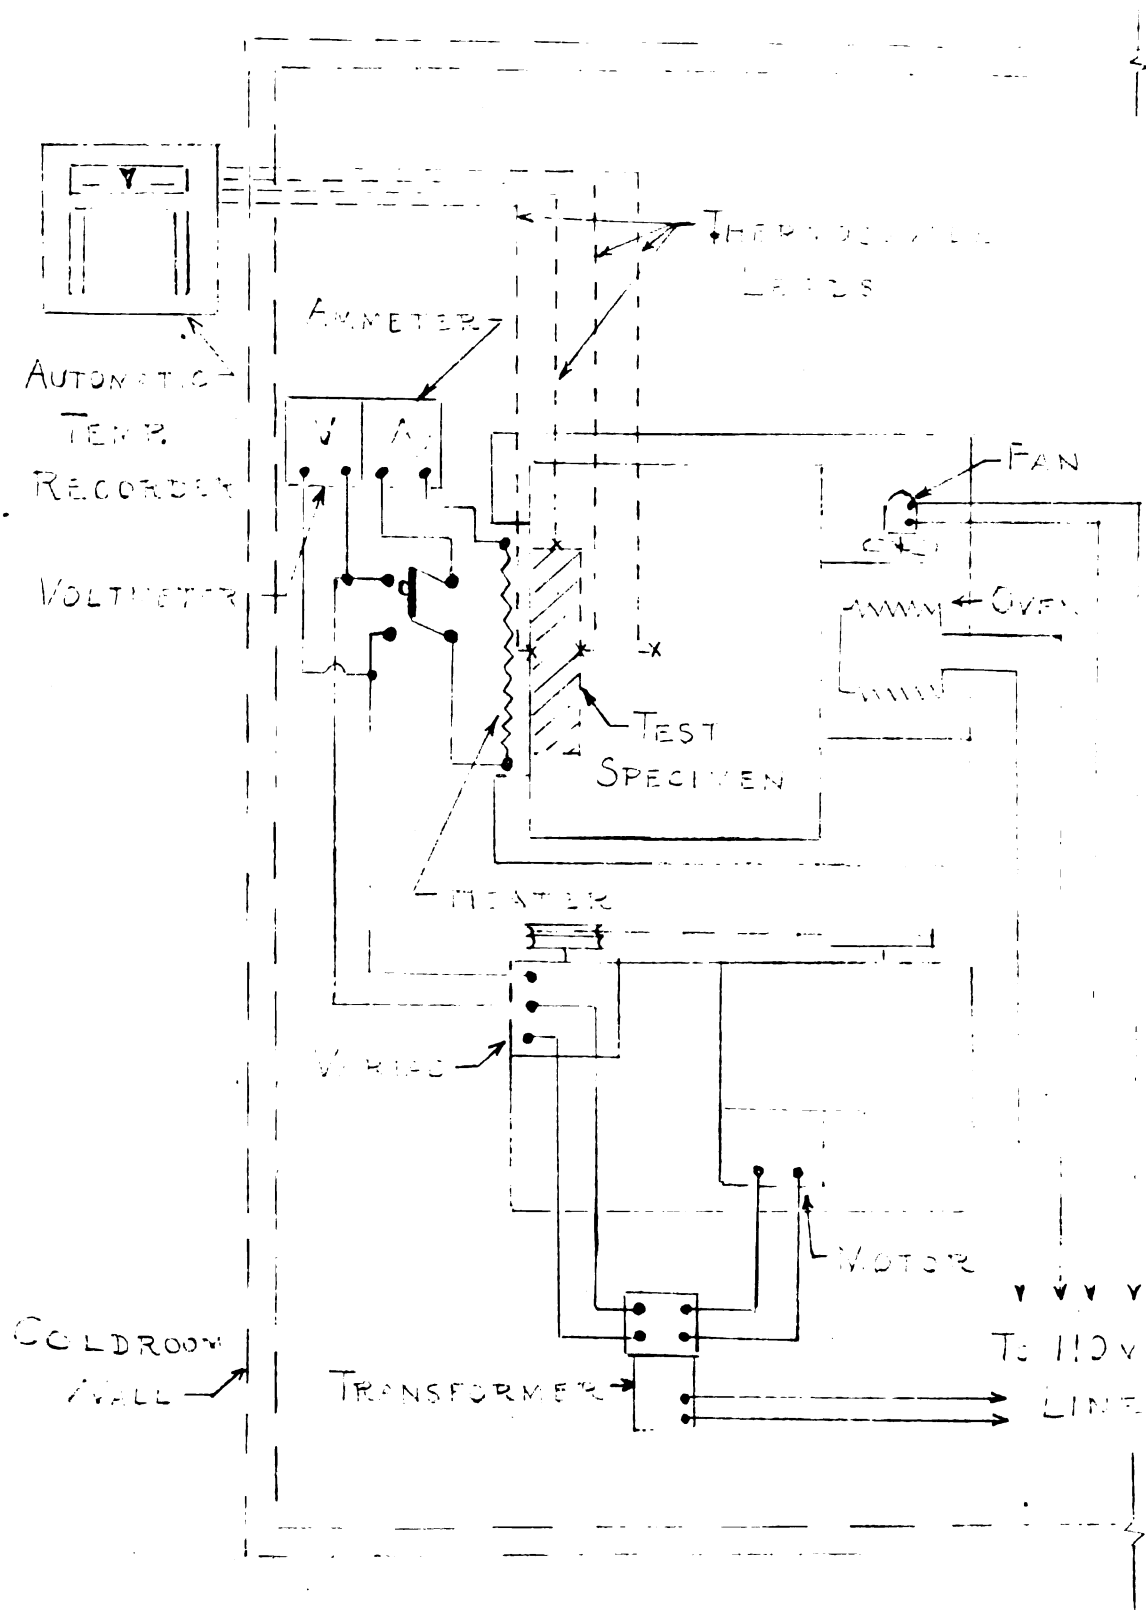 THERMOCOUPLE
LEADS
AMMETER
AUTOMATIC
TEMP.
RECORDER
V A
FAN
VOLTMETER
OVEN
TEST
SPECIMEN
HEATER
VARIAC
MOTOR
COLDROOM
WALL
TRANSFORMER
TO 110 V
LINE